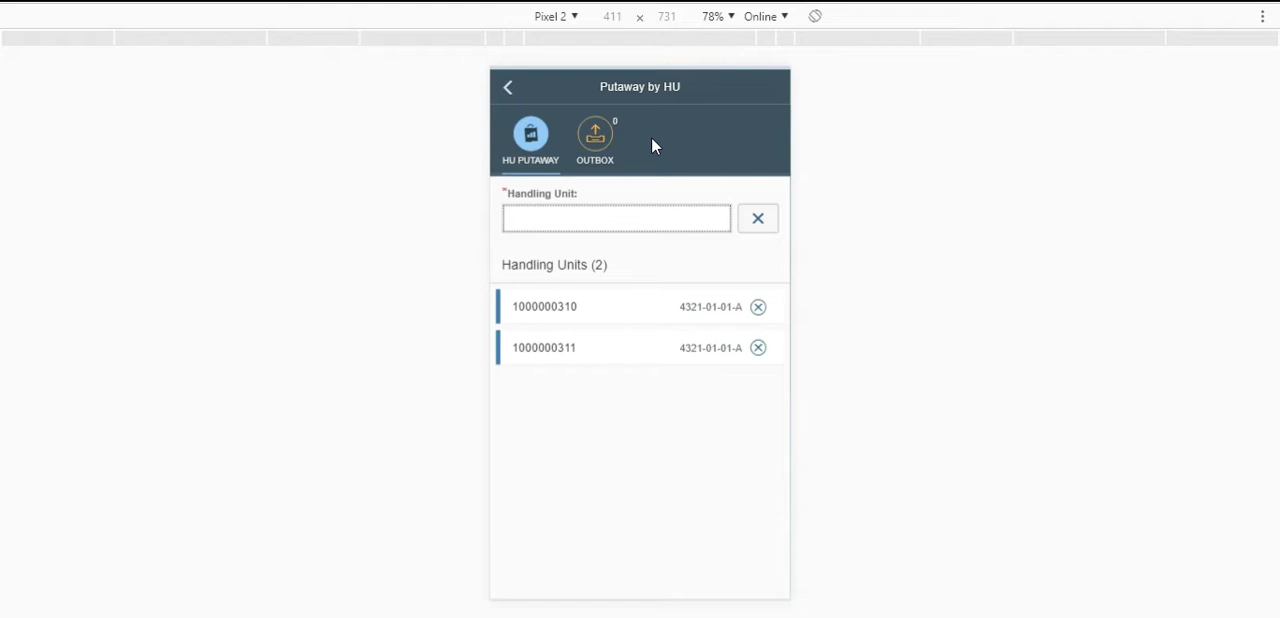 Pixel 2 ▼ 411 × 731 78% ▼ Online ▼
Putaway by HU
0
HU PUTAWAY OUTBOX
*Handling Unit:
Handling Units (2)
1000000310 4321-01-01-A
1000000311 4321-01-01-A